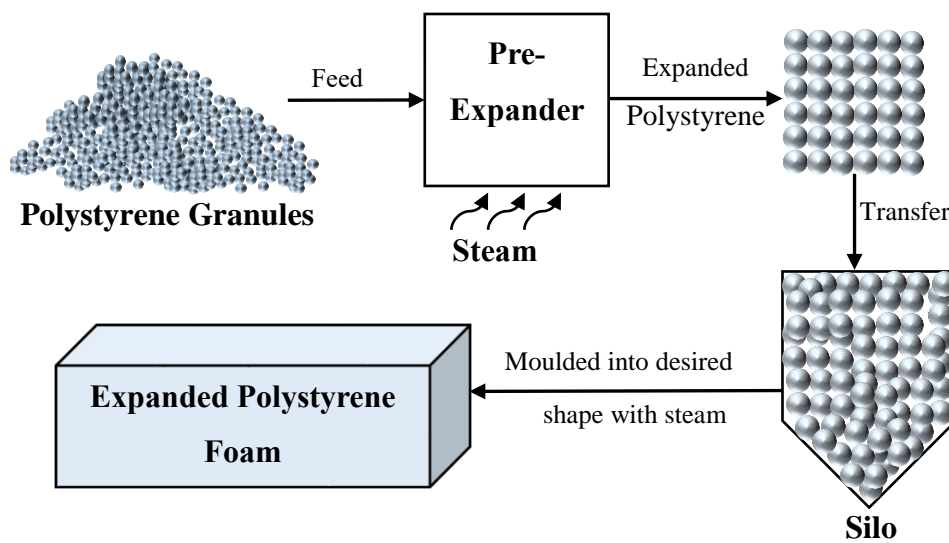 Polystyrene Granules
Feed
Pre-
Expander
Steam
Expanded
Polystyrene
Transfer
Silo
Moulded into desired
shape with steam
Expanded Polystyrene
Foam